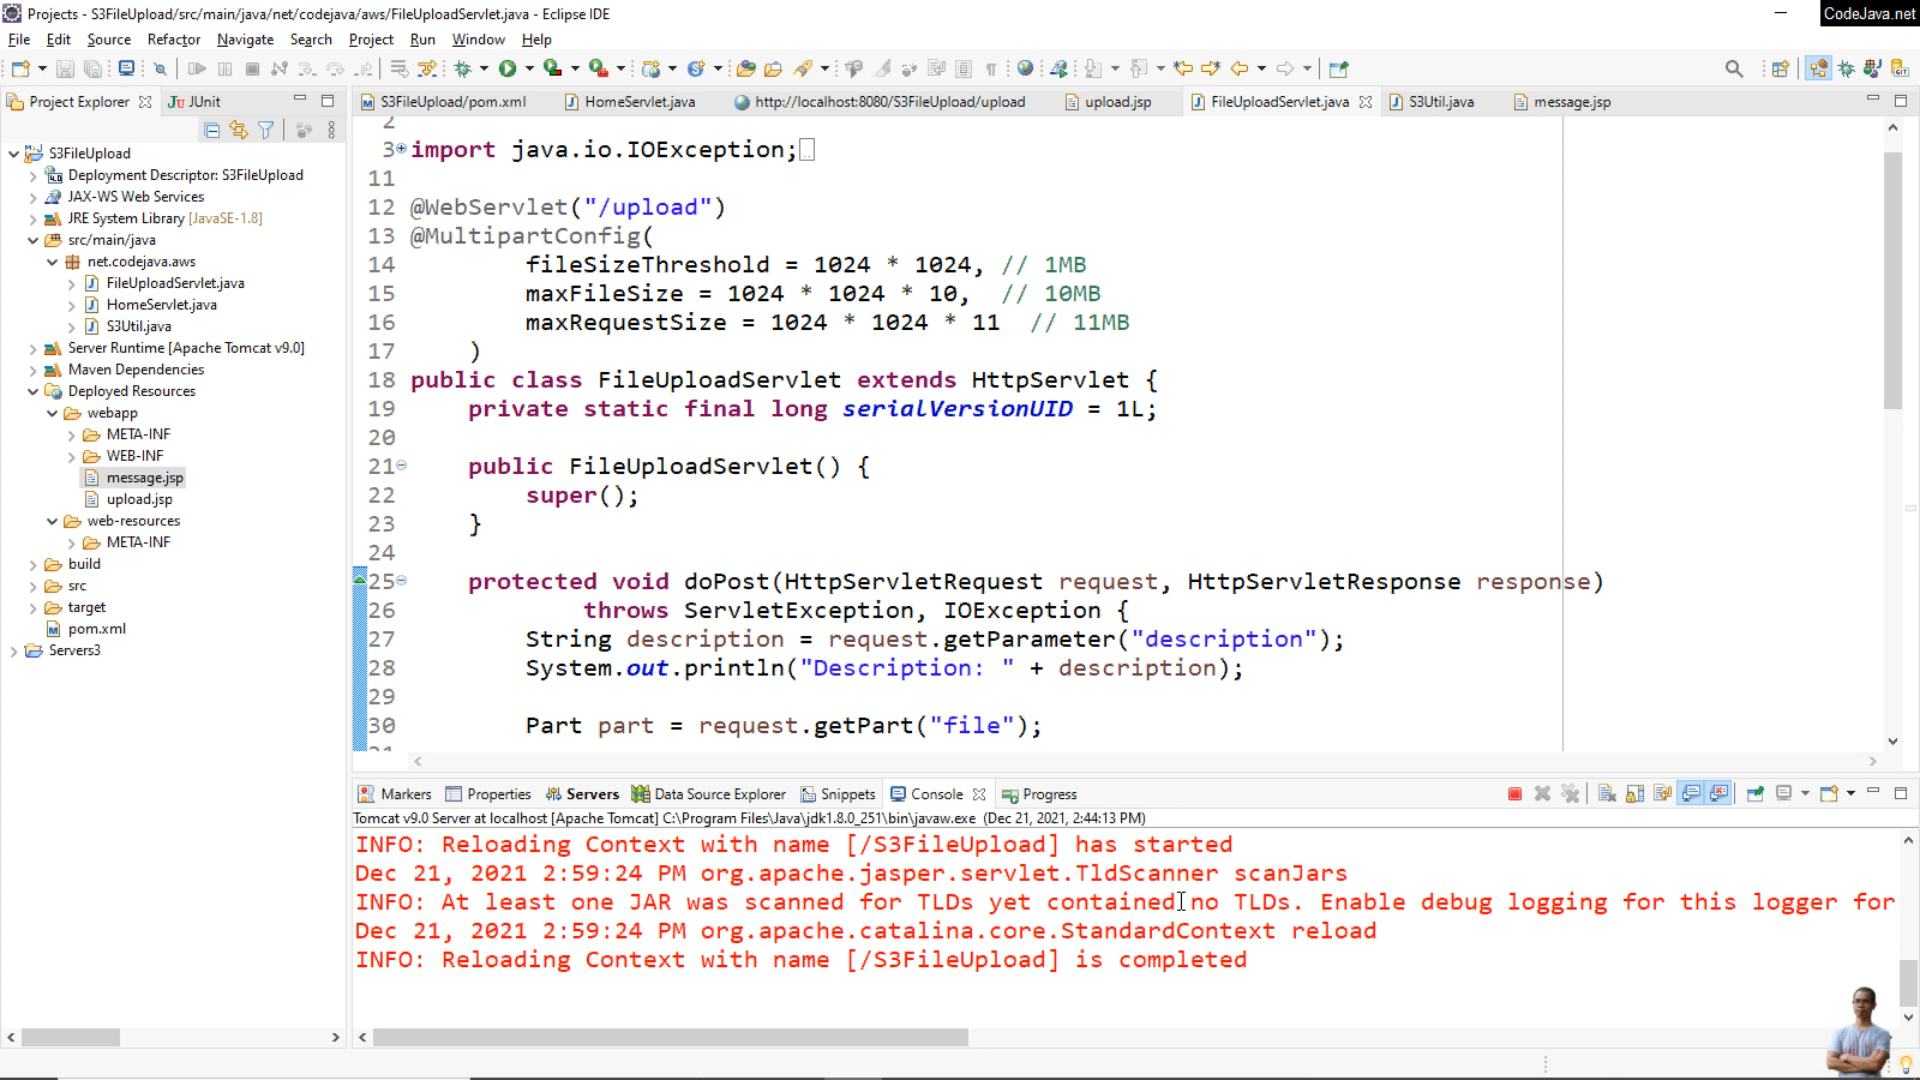 Projects - S3FileUpload/src/main/java/net/codejava/aws/FileUploadServlet.java - Eclipse IDE
CodeJava.net
File Edit Source Refactor Navigate Search Project Run Window Help
Project Explorer JUnit
S3FileUpload/pom.xml HomeServlet.java http://localhost:8080/S3FileUpload/upload upload.jsp FileUploadServlet.java S3Util.java message.jsp
S3FileUpload
Deployment Descriptor: S3FileUpload
JAX-WS Web Services
JRE System Library [JavaSE-1.8]
src/main/java
net.codejava.aws
FileUploadServlet.java
HomeServlet.java
S3Util.java
Server Runtime [Apache Tomcat v9.0]
Maven Dependencies
Deployed Resources
webapp
META-INF
WEB-INF
message.jsp
upload.jsp
web-resources
META-INF
build
src
target
pom.xml
Servers3
2
3 import java.io.IOException;
11
12 @WebServlet("/upload")
13 @MultipartConfig(
14 fileSizeThreshold = 1024 * 1024, // 1MB
15 maxFileSize = 1024 * 1024 * 10, // 10MB
16 maxRequestSize = 1024 * 1024 * 11 // 11MB
17 )
18 public class FileUploadServlet extends HttpServlet {
19 private static final long serialVersionUID = 1L;
20
21 public FileUploadServlet() {
22 super();
23 }
24
25 protected void doPost(HttpServletRequest request, HttpServletResponse response)
26 throws ServletException, IOException {
27 String description = request.getParameter("description");
28 System.out.println("Description: " + description);
29
30 Part part = request.getPart("file");
31
Markers Properties Servers Data Source Explorer Snippets Console Progress
Tomcat v9.0 Server at localhost [Apache Tomcat] C:\Program Files\Java\jdk1.8.0_251\bin\javaw.exe (Dec 21, 2021, 2:44:13 PM)
INFO: Reloading Context with name [/S3FileUpload] has started
Dec 21, 2021 2:59:24 PM org.apache.jasper.servlet.TldScanner scanJars
INFO: At least one JAR was scanned for TLDs yet contained no TLDs. Enable debug logging for this logger for
Dec 21, 2021 2:59:24 PM org.apache.catalina.core.StandardContext reload
INFO: Reloading Context with name [/S3FileUpload] is completed